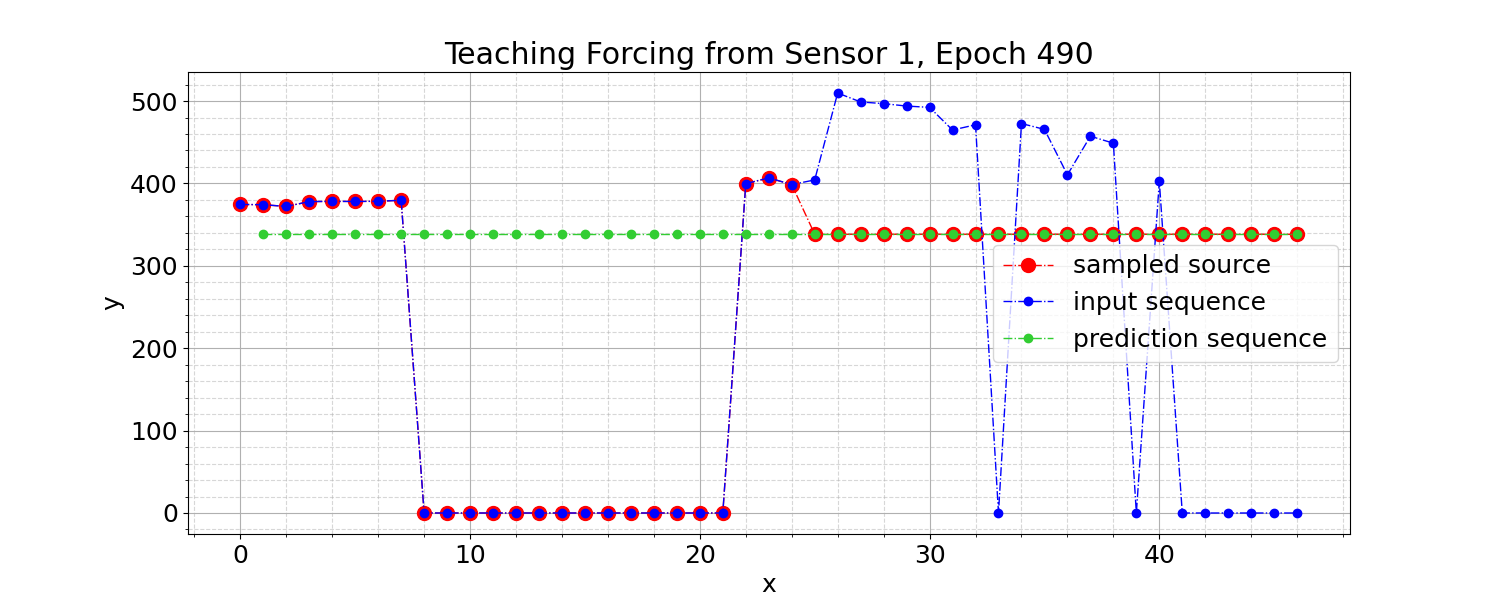 Teaching Forcing from Sensor 1, Epoch 490
500
400
300
200
100
0
y
sampled source
input sequence
prediction sequence
0 10 20 30 40
x